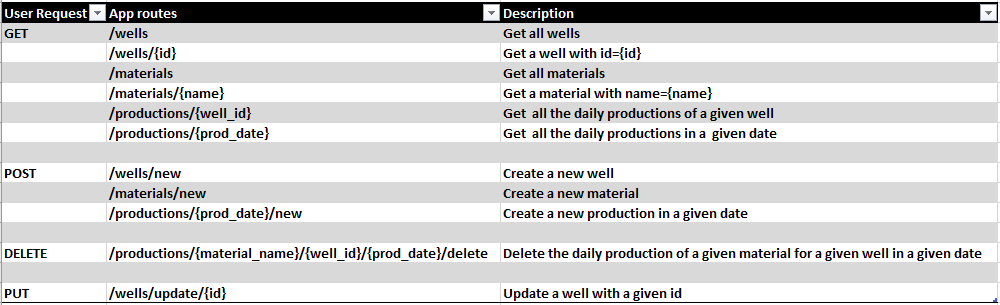 User Request App routes Description
GET /wells Get all wells
/wells/{id} Get a well with id={id}
/materials Get all materials
/materials/{name} Get a material with name={name}
/productions/{well_id} Get  all the daily productions of a given well
/productions/{prod_date} Get  all the daily productions in a  given date
POST /wells/new Create a new well
/materials/new Create a new material
/productions/{prod_date}/new Create a new production in a given date
DELETE /productions/{material_name}/{well_id}/{prod_date}/delete Delete the daily production of a given material for a given well in a given date
PUT /wells/update/{id} Update a well with a given id